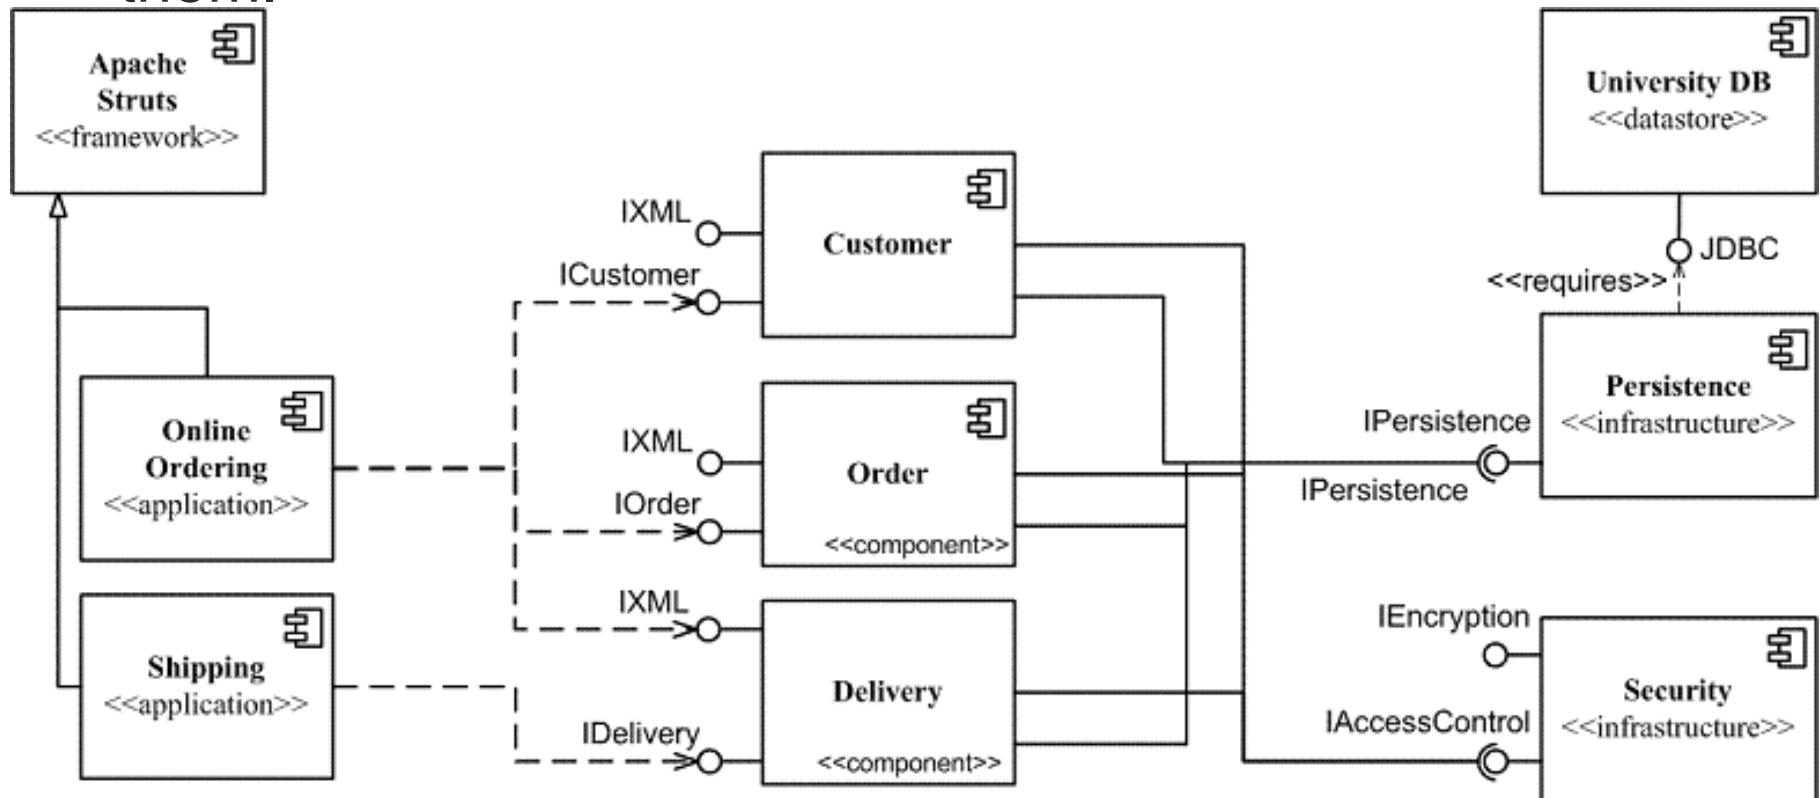 them.
Apache
Struts
<<framework>>
University DB
<<datastore>>
IXML
Customer
ICustomer
JDBC
<<requires>>
Online
Ordering
<<application>>
IXML
Order
IOrder
<<component>>
Persistence
<<infrastructure>>
IPersistence
IPersistence
Shipping
<<application>>
IXML
Delivery
IDelivery
<<component>>
IEncryption
Security
<<infrastructure>>
IAccessControl